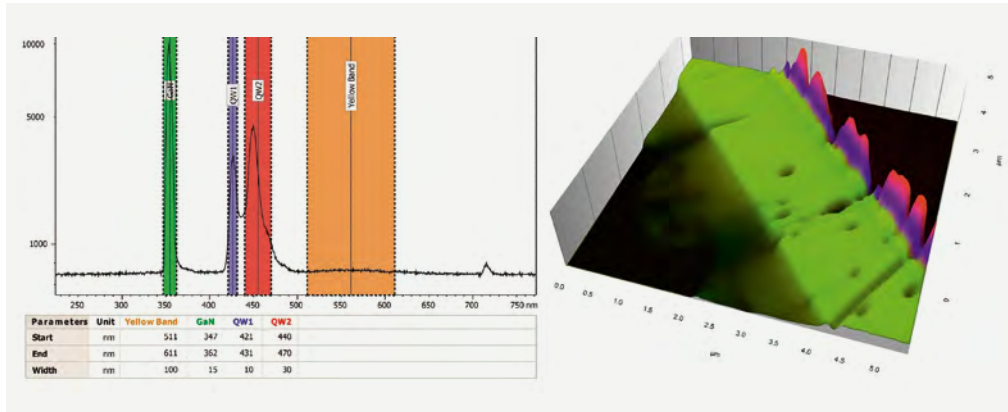 10000
5000
1000
GaN
QW1
QW2
Yellow Band
250 300 350 400 450 500 550 600 650 700 750 nm
Parameters Unit Yellow Band GaN QW1 QW2
Start nm 511 347 421 440
End nm 611 362 431 470
Width nm 100 15 10 30
5
4
3
2
1
0
µm
0.0 0.5 1.0 1.5 2.0 2.5 3.0 3.5 4.0 4.5 5.0
µm